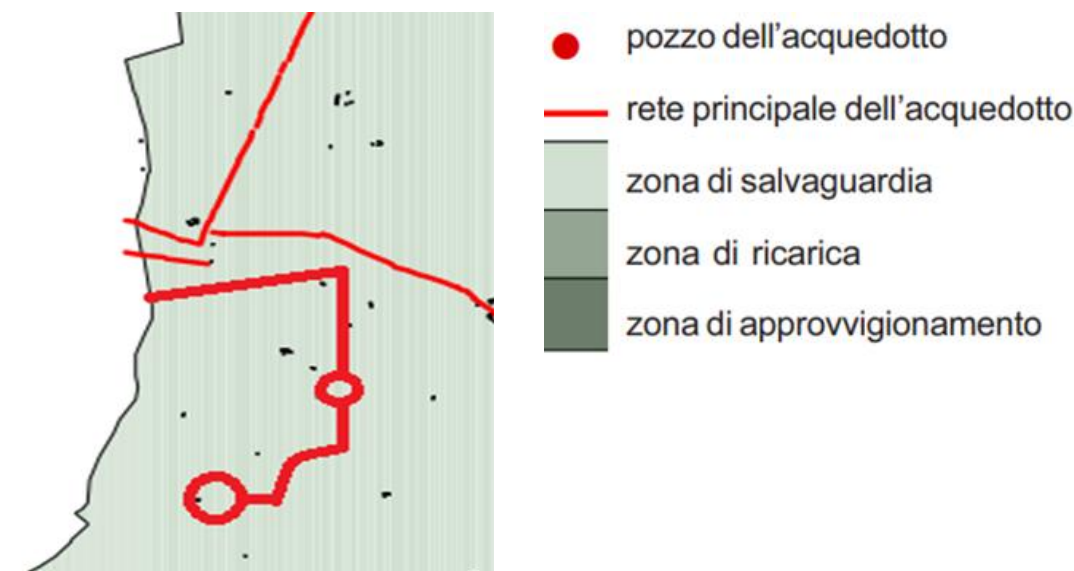 pozzo dell'acquedotto
rete principale dell'acquedotto
zona di salvaguardia
zona di ricarica
zona di approvvigionamento